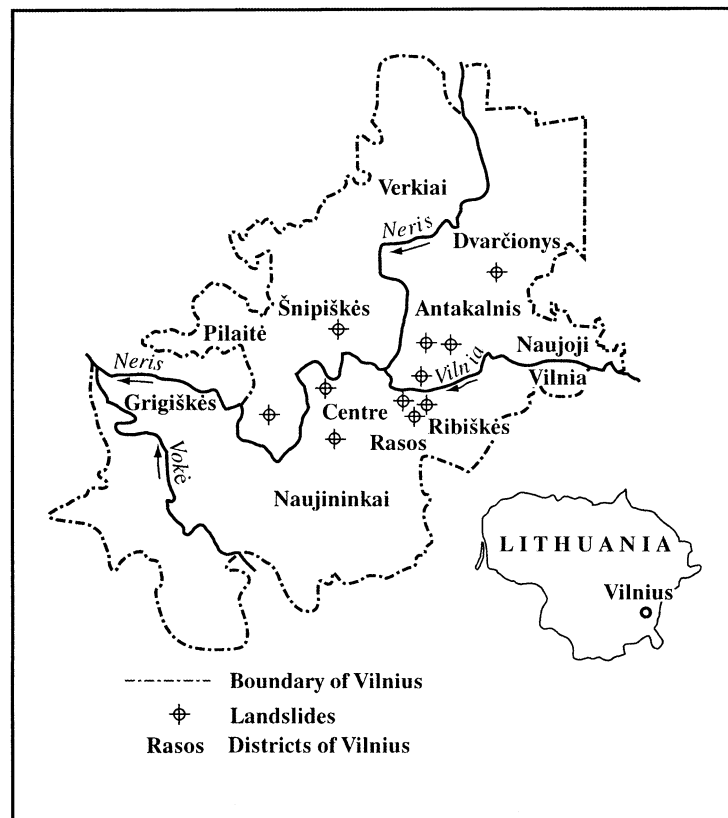 Verkiai
Neris
Dvarčionys
Šnipiškės
Antakalnis
Pilaitė
Naujoji
Vilnia
Neris
Vilnia
Grigiškės
Centre
Ribiškės
Rasos
Vokė
Naujininkai
LITHUANIA
Vilnius
Boundary of Vilnius
Landslides
Rasos Districts of Vilnius